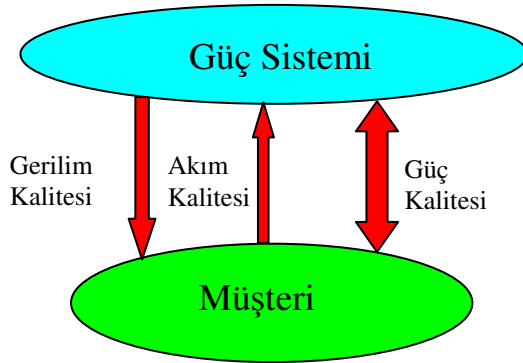 Güç Sistemi
Gerilim
Kalitesi
Akım
Kalitesi
Güç
Kalitesi
Müşteri